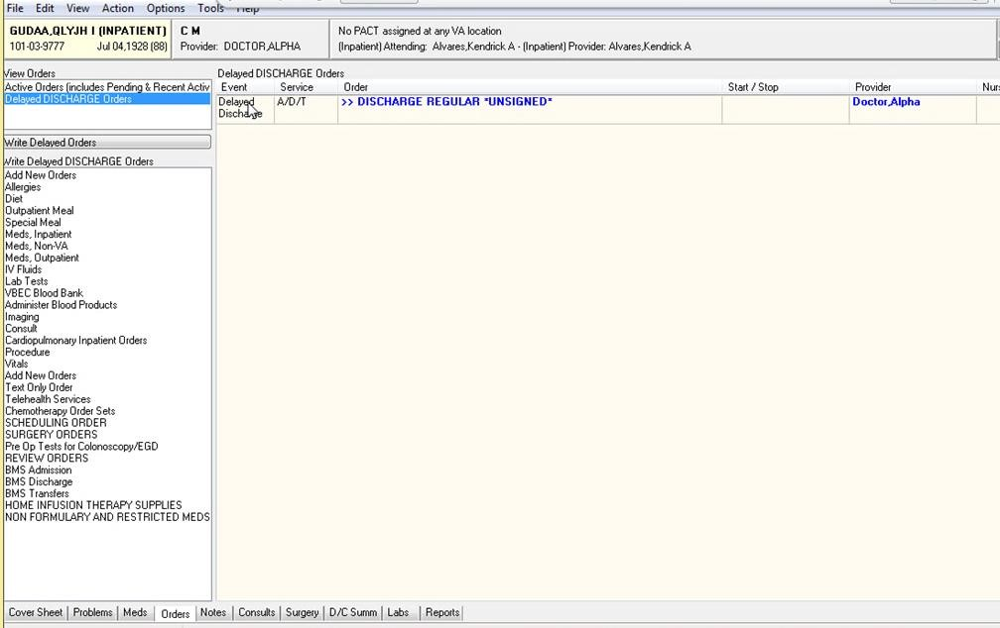 File Edit View Action Options Tools Help
GUDAA,QLYJH I (INPATIENT)
101-03-9777 Jul 04,1928 (88)
C M
Provider: DOCTOR,ALPHA
No PACT assigned at any VA location
(Inpatient) Attending: Alvares,Kendrick A - (Inpatient) Provider: Alvares,Kendrick A
View Orders
Active Orders (includes Pending & Recent Activ
Delayed DISCHARGE Orders
Write Delayed Orders
Write Delayed DISCHARGE Orders
Add New Orders
Allergies
Diet
Outpatient Meal
Special Meal
Meds, Inpatient
Meds, Non-VA
Meds, Outpatient
IV Fluids
Lab Tests
VBEC Blood Bank
Administer Blood Products
Imaging
Consult
Cardiopulmonary Inpatient Orders
Procedure
Vitals
Add New Orders
Text Only Order
Telehealth Services
Chemotherapy Order Sets
SCHEDULING ORDER
SURGERY ORDERS
Pre Op Tests for Colonoscopy/EGD
REVIEW ORDERS
BMS Admission
BMS Discharge
BMS Transfers
HOME INFUSION THERAPY SUPPLIES
NON FORMULARY AND RESTRICTED MEDS
Delayed DISCHARGE Orders
Event Service Order Start / Stop Provider Nur
Delayed A/D/T >> DISCHARGE REGULAR *UNSIGNED* Doctor,Alpha
Discharge
Cover Sheet Problems Meds Orders Notes Consults Surgery D/C Summ Labs Reports